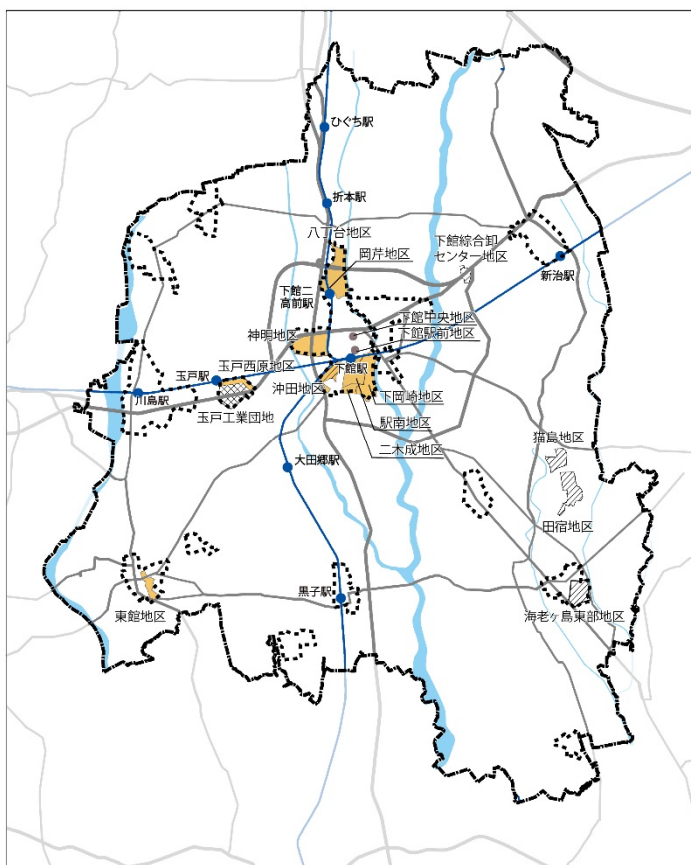 ひぐち駅
折本駅
八丁台地区
岡芹地区
下館綜合卸
センター地区
新治駅
下館二
高前駅
下館中央地区
下館駅前地区
神明地区
下館駅
玉戸西原地区
玉戸駅
沖田地区
下岡崎地区
川島駅
玉戸工業団地
駅南地区
二木成地区
猫島地区
大田郷駅
田宿地区
黒子駅
東館地区
海老ヶ島東部地区